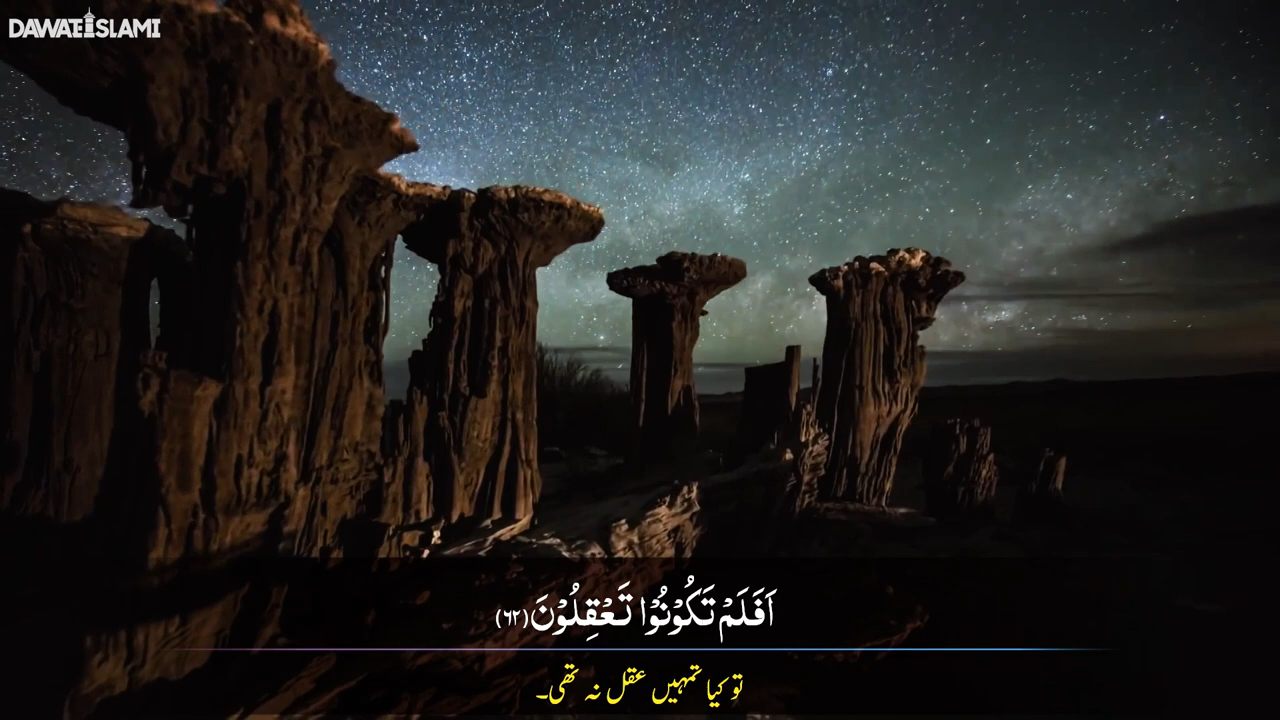 DAWATEISLAMI
اَفَلَمْ تَكُوْنُوْا تَعْقِلُوْنَ(٦٢)
تو کیا تمہیں عقل نہ تھی۔